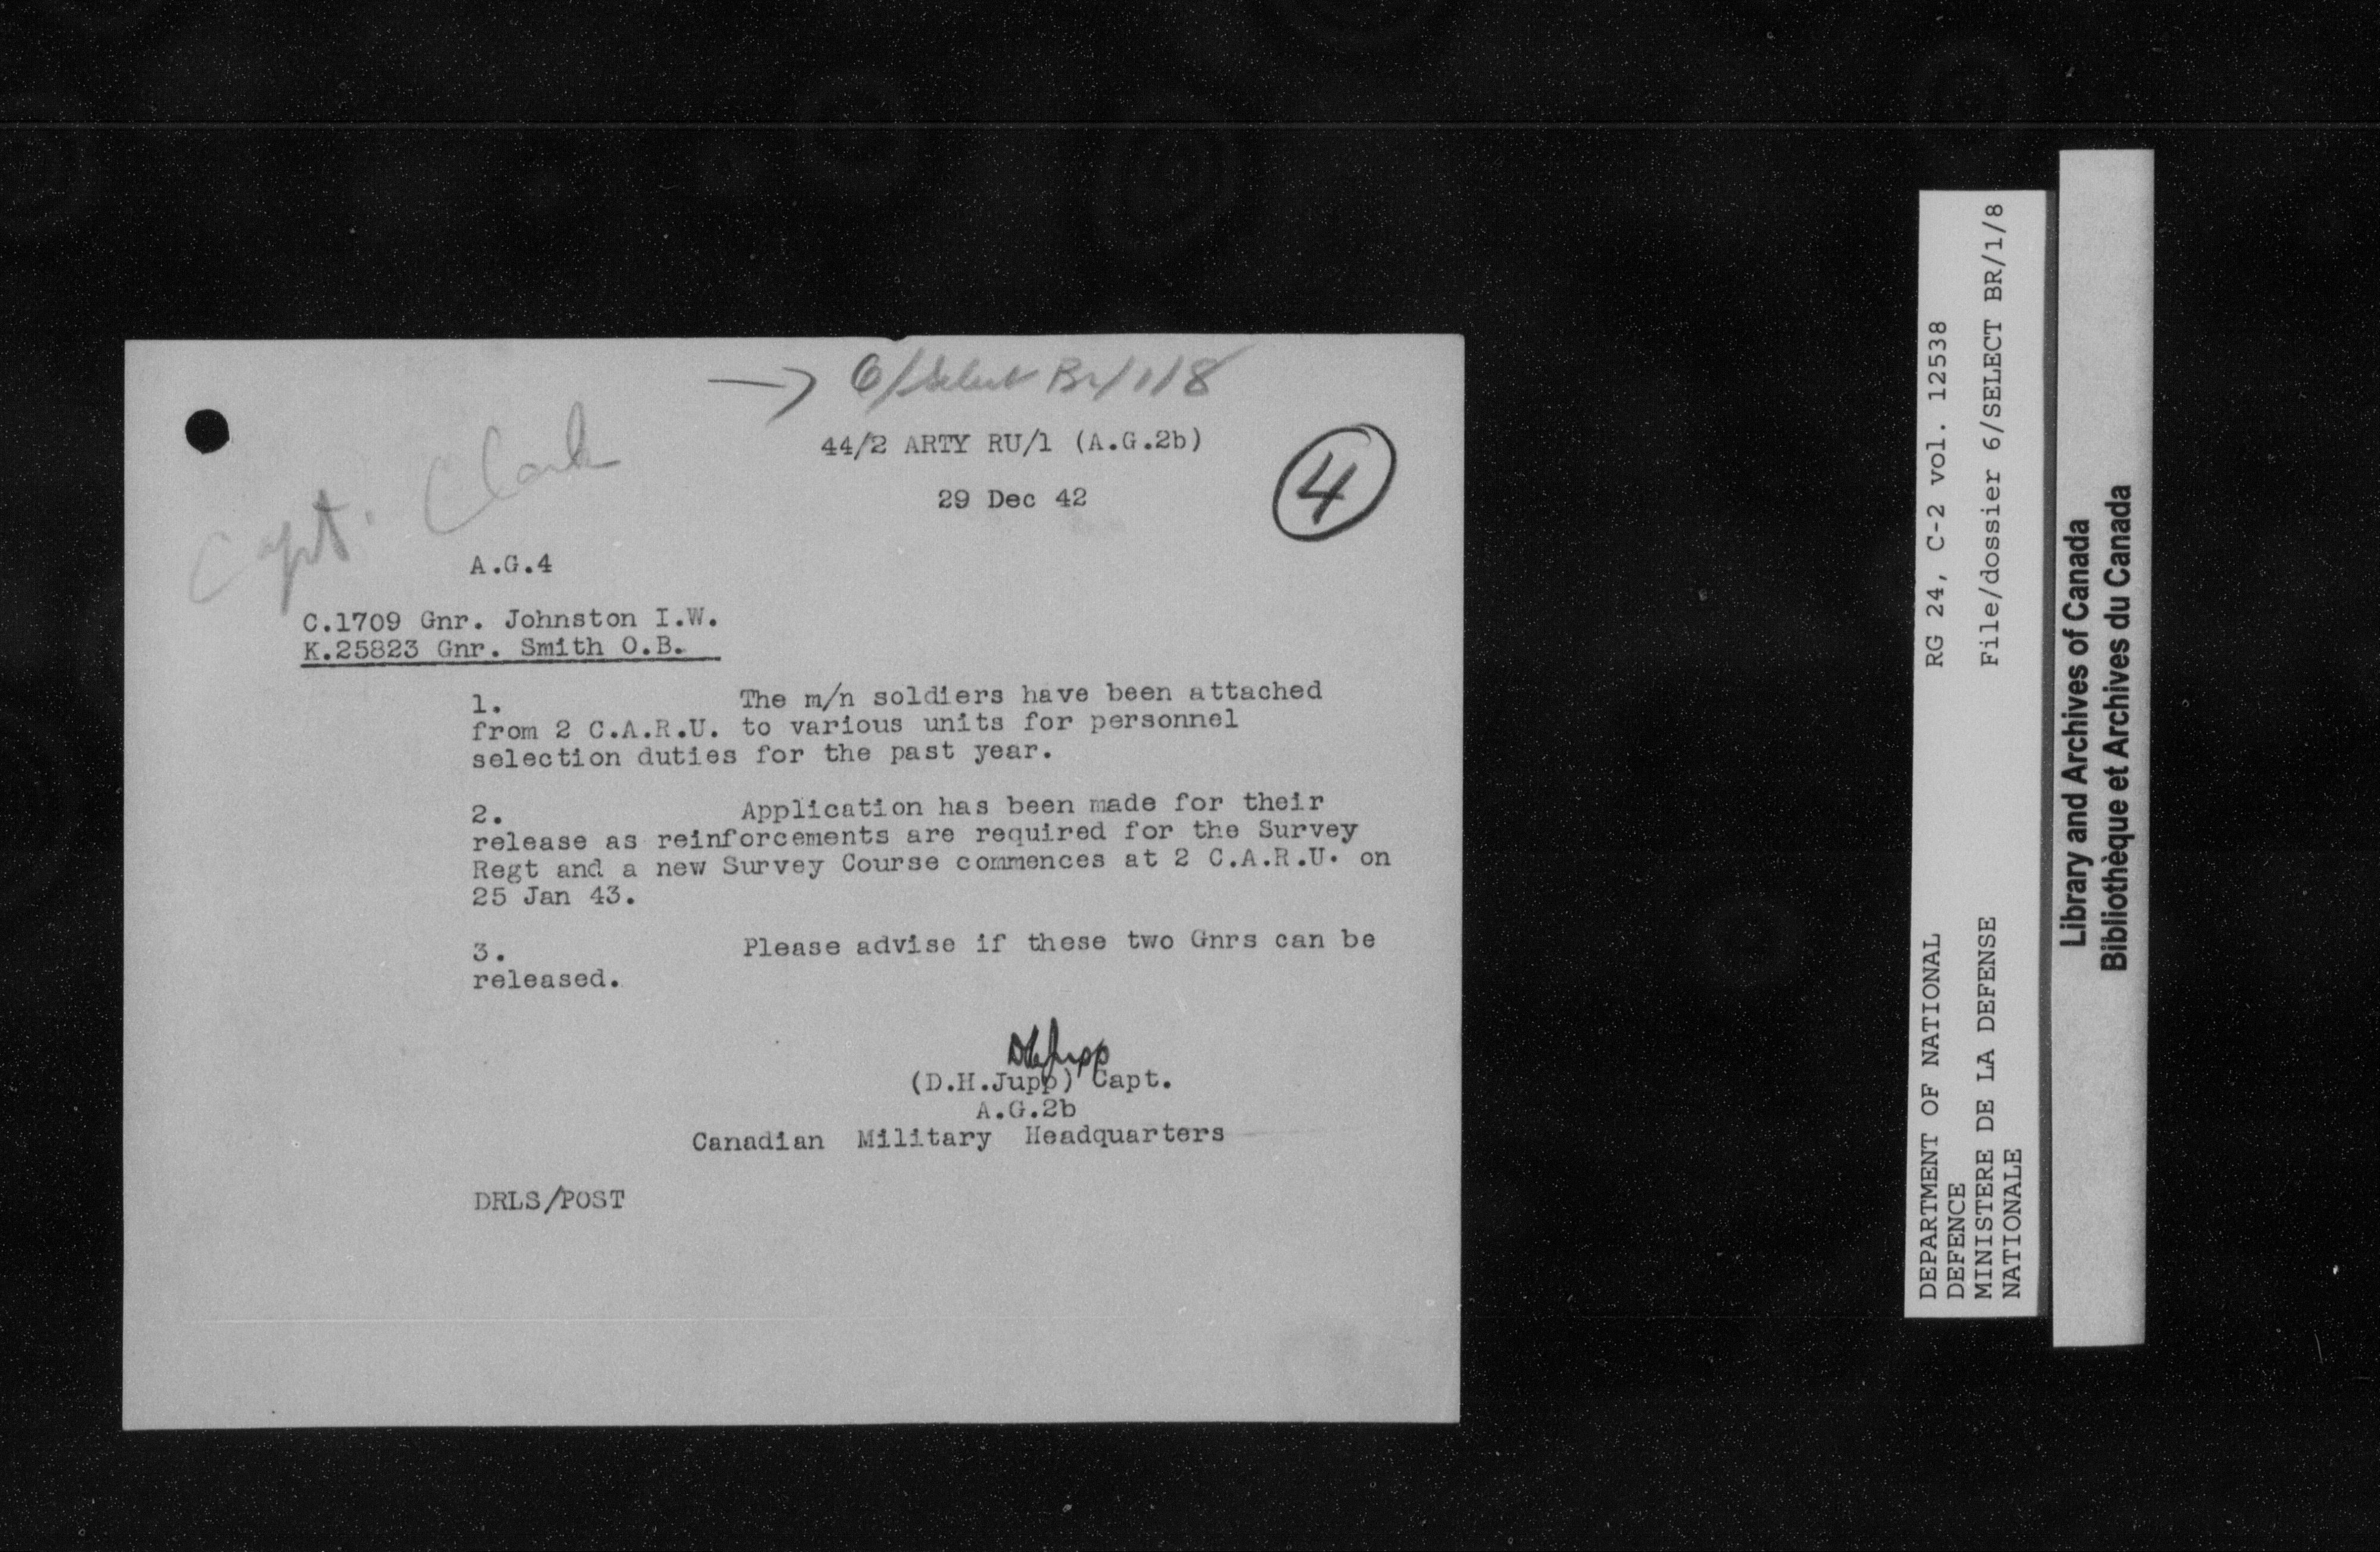 → 6/Select Br/1/8
Capt. Clark
44/2 ARTY RU/1 (A.G.2b)
4
29 Dec 42
A.G.4
C.1709 Gnr. Johnston I.W.
K.25823 Gnr. Smith O.B.
1. The m/n soldiers have been attached
from 2 C.A.R.U. to various units for personnel
selection duties for the past year.
2. Application has been made for their
release as reinforcements are required for the Survey
Regt and a new Survey Course commences at 2 C.A.R.U. on
25 Jan 43.
3. Please advise if these two Gnrs can be
released.
DHJupp
(D.H.Jupp) Capt.
A.G.2b
Canadian Military Headquarters
DRLS/POST
DEPARTMENT OF NATIONAL
DEFENCE
MINISTERE DE LA DEFENSE
NATIONALE
RG 24, C-2 vol. 12538
File/dossier 6/SELECT BR/1/8
Library and Archives of Canada
Bibliothèque et Archives du Canada